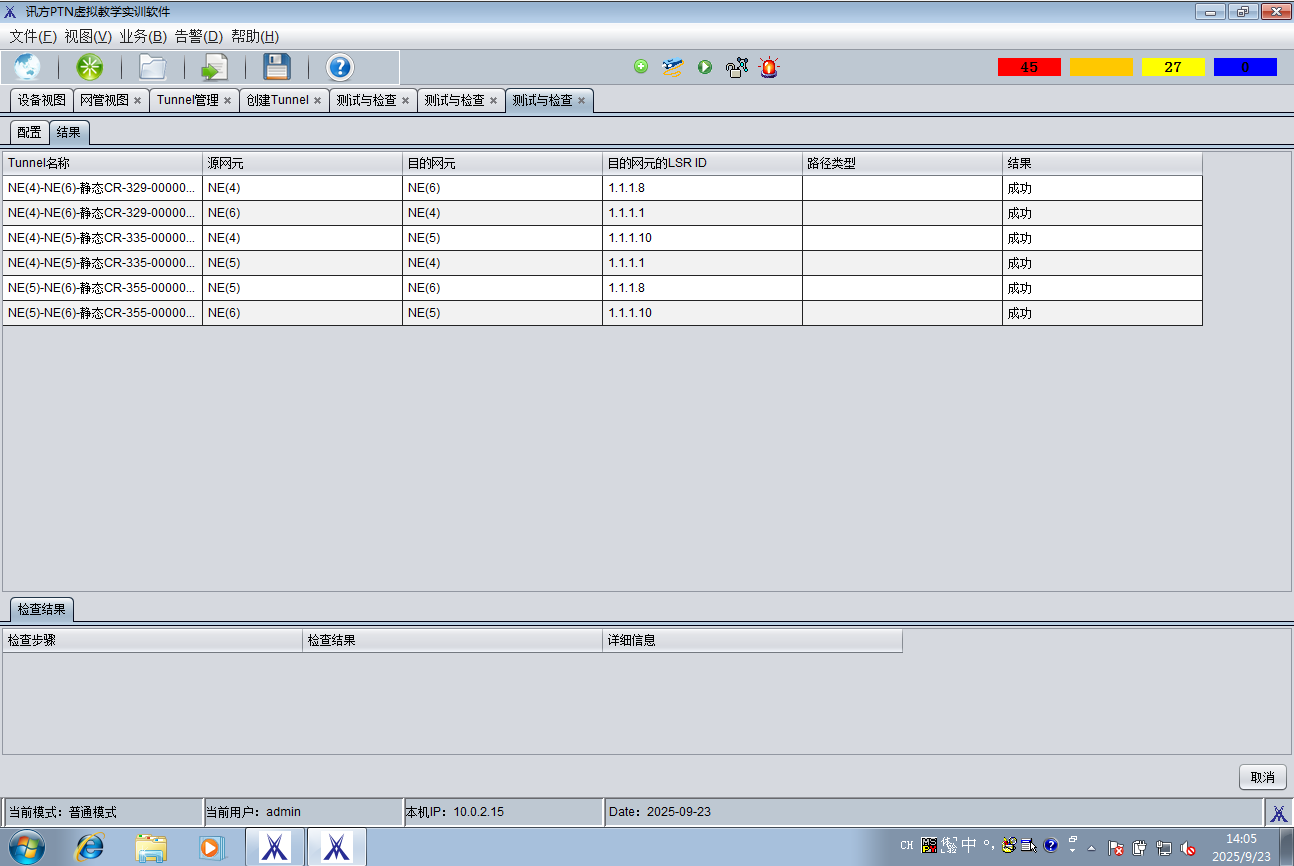 讯方PTN虚拟教学实训软件
文件(F) 视图(V) 业务(B) 告警(D) 帮助(H)
45 27 0
设备视图 网管视图 Tunnel管理 创建Tunnel 测试与检查 测试与检查 测试与检查
配置 结果
Tunnel名称 源网元 目的网元 目的网元的LSR ID 路径类型 结果
NE(4)-NE(6)-静态CR-329-00000... NE(4) NE(6) 1.1.1.8 成功
NE(4)-NE(6)-静态CR-329-00000... NE(6) NE(4) 1.1.1.1 成功
NE(4)-NE(5)-静态CR-335-00000... NE(4) NE(5) 1.1.1.10 成功
NE(4)-NE(5)-静态CR-335-00000... NE(5) NE(4) 1.1.1.1 成功
NE(5)-NE(6)-静态CR-355-00000... NE(5) NE(6) 1.1.1.8 成功
NE(5)-NE(6)-静态CR-355-00000... NE(6) NE(5) 1.1.1.10 成功
检查结果
检查步骤 检查结果 详细信息
取消
当前模式：普通模式 当前用户：admin 本机IP：10.0.2.15 Date：2025-09-23
CH 中 14:05
2025/9/23